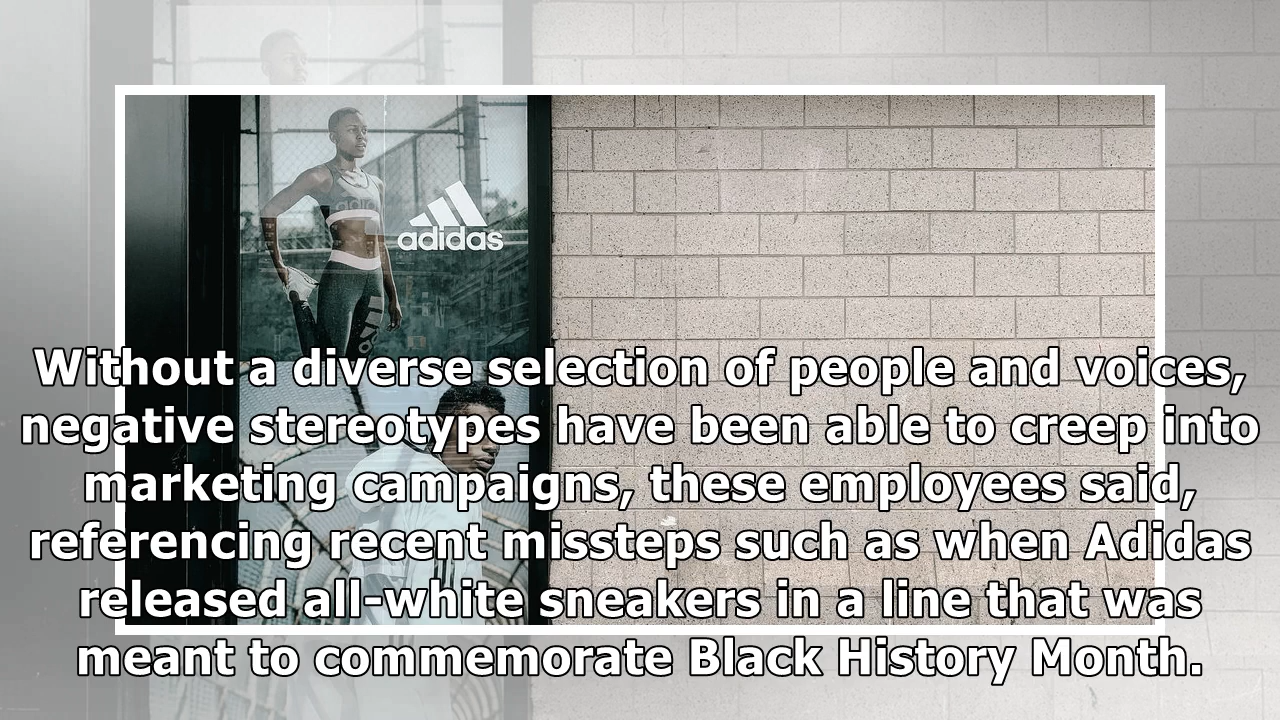 adidas
Without a diverse selection of people and voices,
negative stereotypes have been able to creep into
marketing campaigns, these employees said,
referencing recent missteps such as when Adidas
released all-white sneakers in a line that was
meant to commemorate Black History Month.